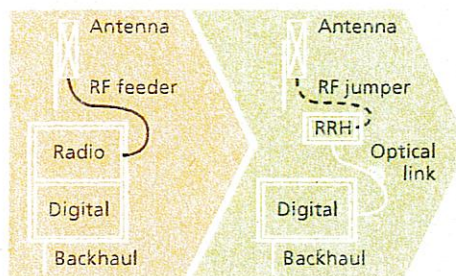 Antenna
RF feeder
Radio
Digital
Backhaul
Antenna
RF jumper
RRH
Optical
link
Digital
Backhaul